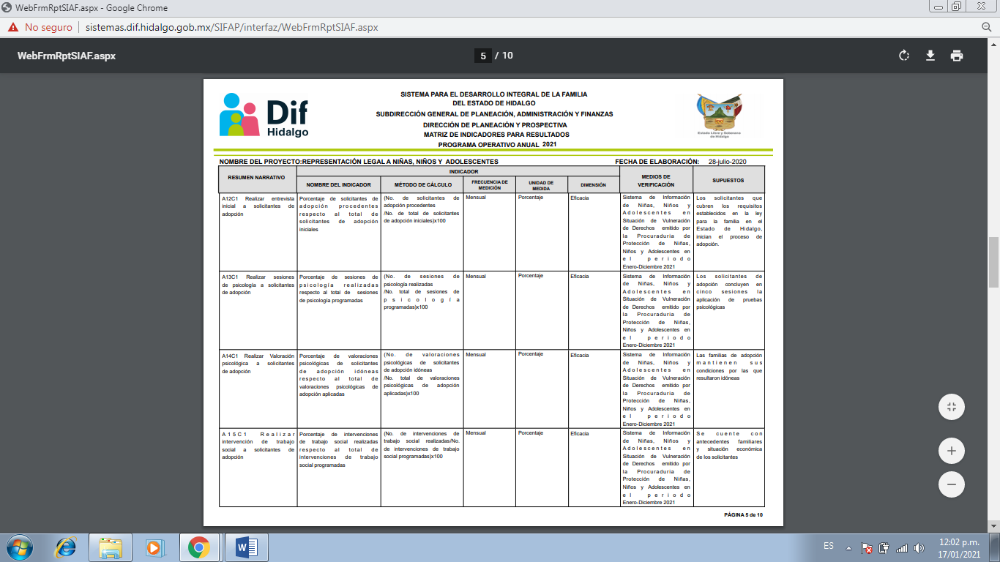 WebFrmRptSIAF.aspx - Google Chrome
No seguro
sistemas.dif.hidalgo.gob.mx/SIFAP/interfaz/WebFrmRptSIAF.aspx
WebFrmRptSIAF.aspx
5 / 10
Dif
Hidalgo
SISTEMA PARA EL DESARROLLO INTEGRAL DE LA FAMILIA
DEL ESTADO DE HIDALGO
SUBDIRECCIÓN GENERAL DE PLANEACIÓN, ADMINISTRACIÓN Y FINANZAS
DIRECCIÓN DE PLANEACIÓN Y PROSPECTIVA
MATRIZ DE INDICADORES PARA RESULTADOS
PROGRAMA OPERATIVO ANUAL 2021
Estado Libre y Soberano
de Hidalgo
NOMBRE DEL PROYECTO:REPRESENTACIÓN LEGAL A NIÑAS, NIÑOS Y ADOLESCENTES
FECHA DE ELABORACIÓN: 28-julio-2020
RESUMEN NARRATIVO
INDICADOR
NOMBRE DEL INDICADOR
MÉTODO DE CÁLCULO
FRECUENCIA DE
MEDICIÓN
UNIDAD DE
MEDIDA
DIMENSIÓN
MEDIOS DE
VERIFICACIÓN
SUPUESTOS
A12C1 Realizar entrevista
inicial a solicitantes de
adopción
Porcentaje de solicitantes de
adopción procedentes
respecto al total de
solicitantes de adopción
iniciales
(No. de solicitantes de
adopción procedentes
/No. de total de solicitantes
de adopción iniciales)x100
Mensual
Porcentaje
Eficacia
Sistema de Información
de Niñas, Niños y
Adolescentes en
Situación de Vulneración
de Derechos emitido por
la Procuraduría de
Protección de Niñas,
Niños y Adolescentes en
el periodo
Enero-Diciembre 2021
Los solicitantes que
cubren los requisitos
establecidos en la ley
para la familia en el
Estado de Hidalgo,
inician el proceso de
adopción.
A13C1 Realizar sesiones
de psicología a solicitantes
de adopción
Porcentaje de sesiones de
psicología realizadas
respecto al total de sesiones
de psicología programadas
(No. de sesiones de
psicología realizadas
/No. total de sesiones de
psicología
programadas)x100
Mensual
Porcentaje
Eficacia
Sistema de Información
de Niñas, Niños y
Adolescentes en
Situación de Vulneración
de Derechos emitido por
la Procuraduría de
Protección de Niñas,
Niños y Adolescentes en
el periodo
Enero-Diciembre 2021
Los solicitantes de
adopción concluyen en
cinco sesiones la
aplicación de pruebas
psicológicas
A14C1 Realizar Valoración
psicológica a solicitantes
de adopción
Porcentaje de valoraciones
psicológicas de solicitantes
de adopción idóneas
respecto al total de
valoraciones psicológicas de
adopción aplicadas
(No. de valoraciones
psicológicas de solicitantes
de adopción idóneas
/No. total de valoraciones
psicológicas de adopción
aplicadas)x100
Mensual
Porcentaje
Eficacia
Sistema de Información
de Niñas, Niños y
Adolescentes en
Situación de Vulneración
de Derechos emitido por
la Procuraduría de
Protección de Niñas,
Niños y Adolescentes en
el periodo
Enero-Diciembre 2021
Las familias de adopción
mantienen sus
condiciones por las que
resultaron idóneas
A15C1 Realizar
intervención de trabajo
social a solicitantes de
adopción
Porcentaje de intervenciones
de trabajo social realizadas
respecto al total de
intervenciones de trabajo
social programadas
(No. de intervenciones de
trabajo social realizadas/No.
de intervenciones de trabajo
social programadas)x100
Mensual
Porcentaje
Eficacia
Sistema de Información
de Niñas, Niños y
Adolescentes en
Situación de Vulneración
de Derechos emitido por
la Procuraduría de
Protección de Niñas,
Niños y Adolescentes en
el periodo
Enero-Diciembre 2021
Se cuente con
antecedentes familiares
y situación económica
de los solicitantes
PÁGINA 5 de 10
ES
12:02 p.m.
17/01/2021